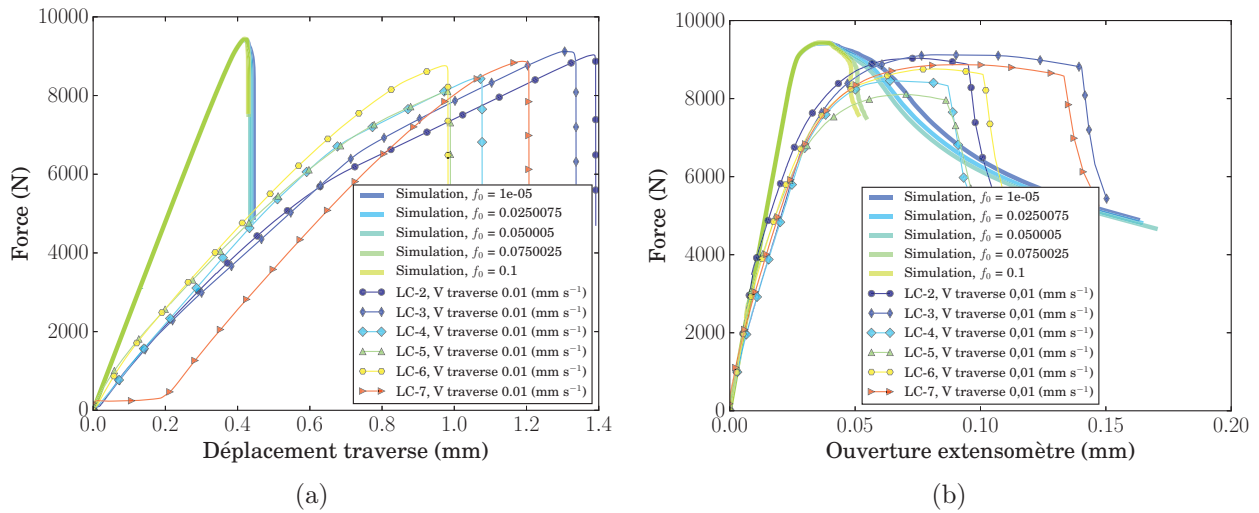 10000
8000
6000
4000
2000
0
Force (N)
0.0 0.2 0.4 0.6 0.8 1.0 1.2 1.4
Déplacement traverse (mm)
Simulation, f₀ = 1e-05
Simulation, f₀ = 0.0250075
Simulation, f₀ = 0.050005
Simulation, f₀ = 0.0750025
Simulation, f₀ = 0.1
LC-2, V traverse 0.01 (mm s⁻¹)
LC-3, V traverse 0.01 (mm s⁻¹)
LC-4, V traverse 0.01 (mm s⁻¹)
LC-5, V traverse 0.01 (mm s⁻¹)
LC-6, V traverse 0.01 (mm s⁻¹)
LC-7, V traverse 0.01 (mm s⁻¹)
(a)
10000
8000
6000
4000
2000
0
Force (N)
0.00 0.05 0.10 0.15 0.20
Ouverture extensomètre (mm)
Simulation, f₀ = 1e-05
Simulation, f₀ = 0.0250075
Simulation, f₀ = 0.050005
Simulation, f₀ = 0.0750025
Simulation, f₀ = 0.1
LC-2, V traverse 0,01 (mm s⁻¹)
LC-3, V traverse 0,01 (mm s⁻¹)
LC-4, V traverse 0,01 (mm s⁻¹)
LC-5, V traverse 0,01 (mm s⁻¹)
LC-6, V traverse 0,01 (mm s⁻¹)
LC-7, V traverse 0,01 (mm s⁻¹)
(b)